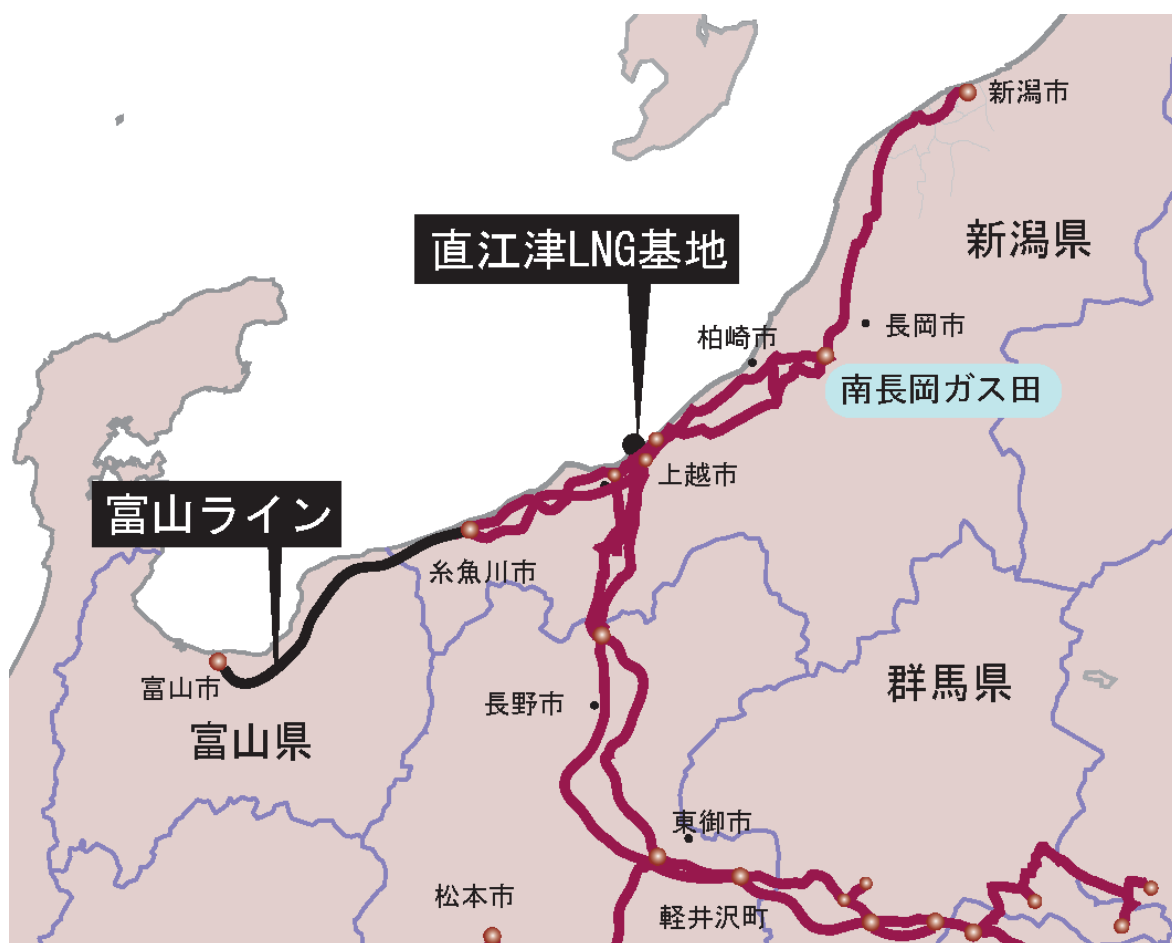 新潟市
新潟県
直江津LNG基地
長岡市
柏崎市
南長岡ガス田
上越市
富山ライン
糸魚川市
富山市
長野市
群馬県
富山県
東御市
松本市
軽井沢町